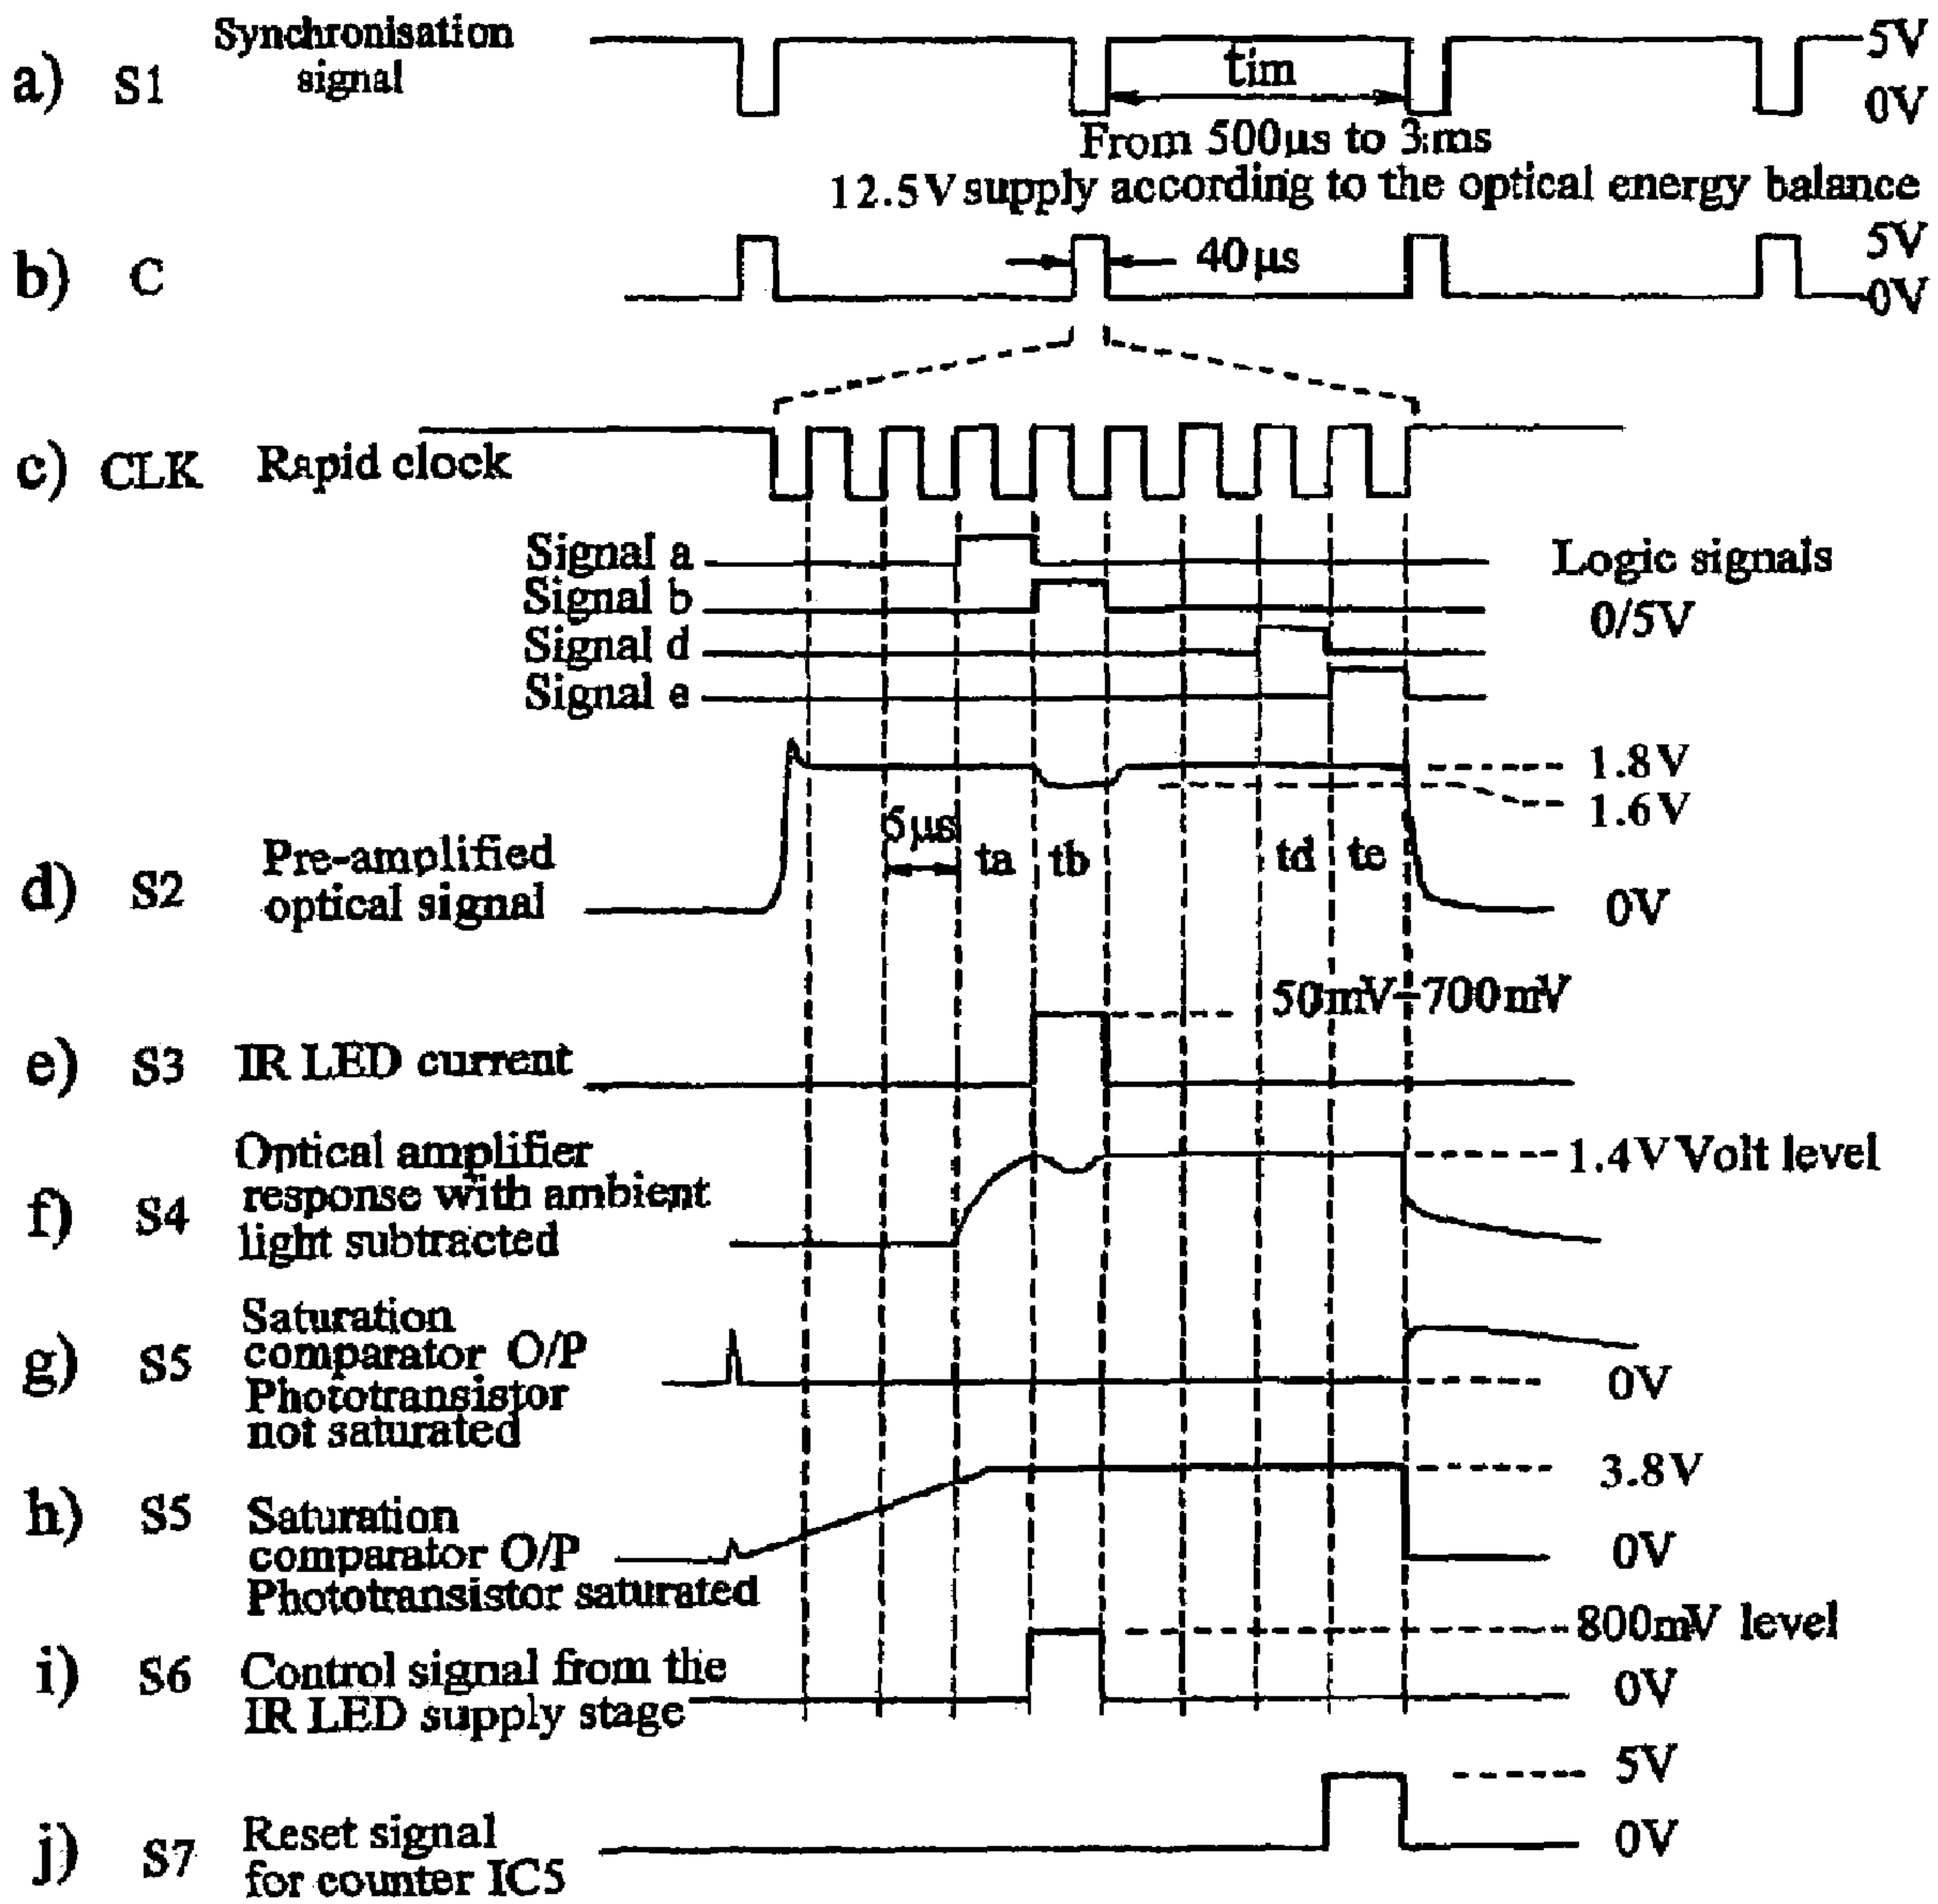 a) S1 Synchronisation signal
5V
0V
tim
From 500µs to 3.ms
12.5V supply according to the optical energy balance
b) C
40µs
5V
0V
c) CLK Rapid clock
Signal a
Signal b
Signal d
Signal e
Logic signals
0/5V
1.8V
1.6V
5µs
ta tb td te
d) S2 Pre-amplified optical signal
0V
50mV-700mV
e) S3 IR LED current
f) S4 Optical amplifier response with ambient light subtracted
1.4V Volt level
g) S5 Saturation comparator O/P Phototransistor not saturated
0V
3.8V
h) S5 Saturation comparator O/P Phototransistor saturated
0V
800mV level
i) S6 Control signal from the IR LED supply stage
0V
5V
j) S7 Reset signal for counter IC5
0V